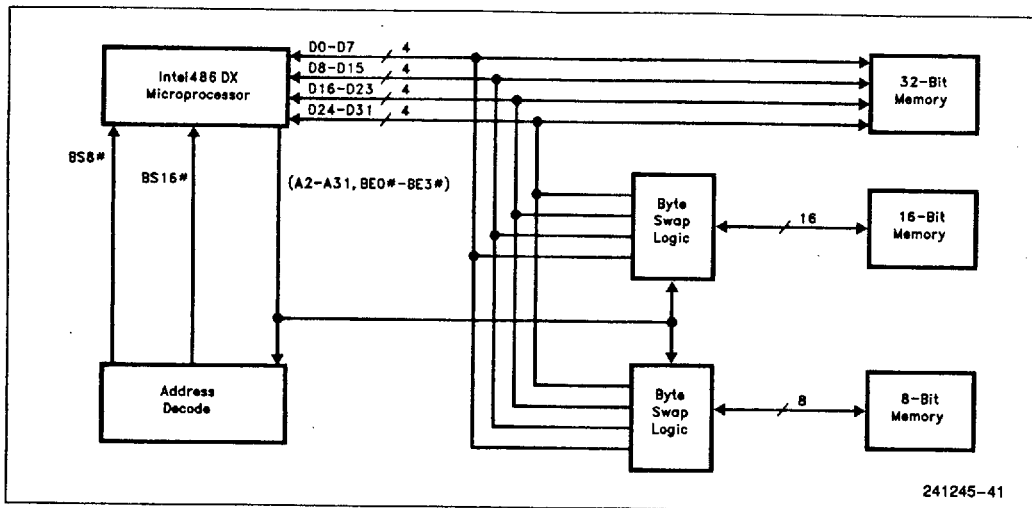 D0-D7 4
D8-D15 4
D16-D23 4
D24-D31 4
Intel486 DX
Microprocessor
32-Bit
Memory
BS8#
BS16#
(A2-A31, BE0#-BE3#)
Byte
Swap
Logic
16
16-Bit
Memory
Address
Decode
Byte
Swap
Logic
8
8-Bit
Memory
241245-41